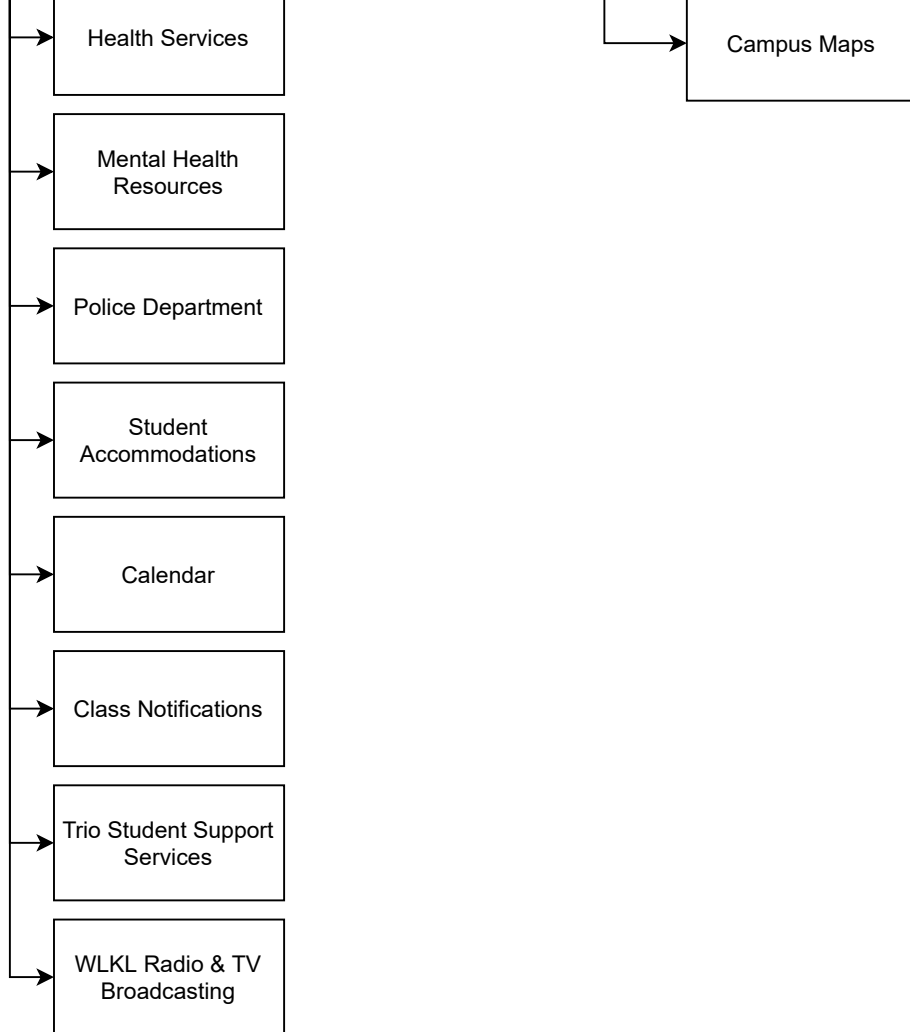 Health Services
Campus Maps
Mental Health
Resources
Police Department
Student
Accommodations
Calendar
Class Notifications
Trio Student Support
Services
WLKL Radio & TV
Broadcasting